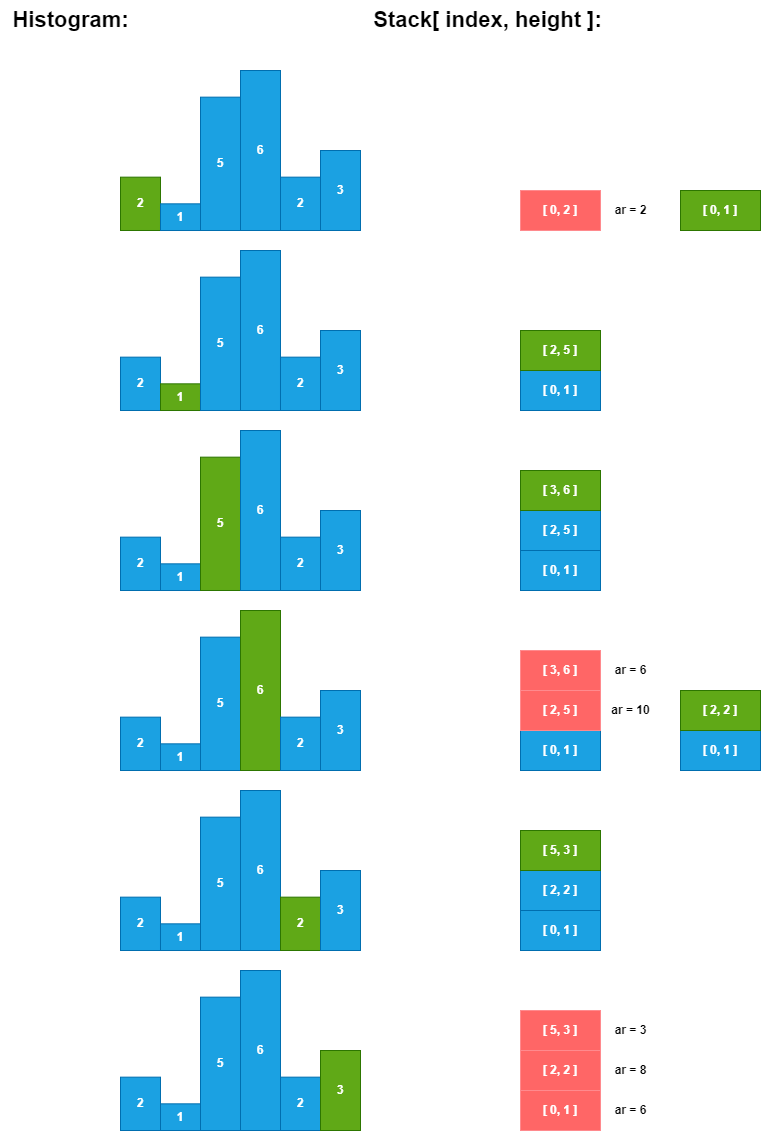 Histogram: Stack[ index, height ]:
6
5
2
3
1
[ 0, 2 ] ar = 2 [ 0, 1 ]
6
5
2
2
3
1
[ 2, 5 ]
[ 0, 1 ]
6
5
2
2
3
1
[ 3, 6 ]
[ 2, 5 ]
[ 0, 1 ]
6
5
2
2
3
1
[ 3, 6 ] ar = 6
[ 2, 5 ] ar = 10 [ 2, 2 ]
[ 0, 1 ] [ 0, 1 ]
6
5
2
2
3
1
[ 5, 3 ]
[ 2, 2 ]
[ 0, 1 ]
6
5
2
2
3
1
[ 5, 3 ] ar = 3
[ 2, 2 ] ar = 8
[ 0, 1 ] ar = 6